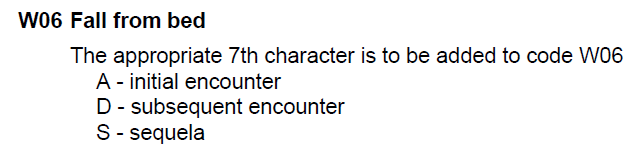 W06 Fall from bed
The appropriate 7th character is to be added to code W06
A - initial encounter
D - subsequent encounter
S - sequela